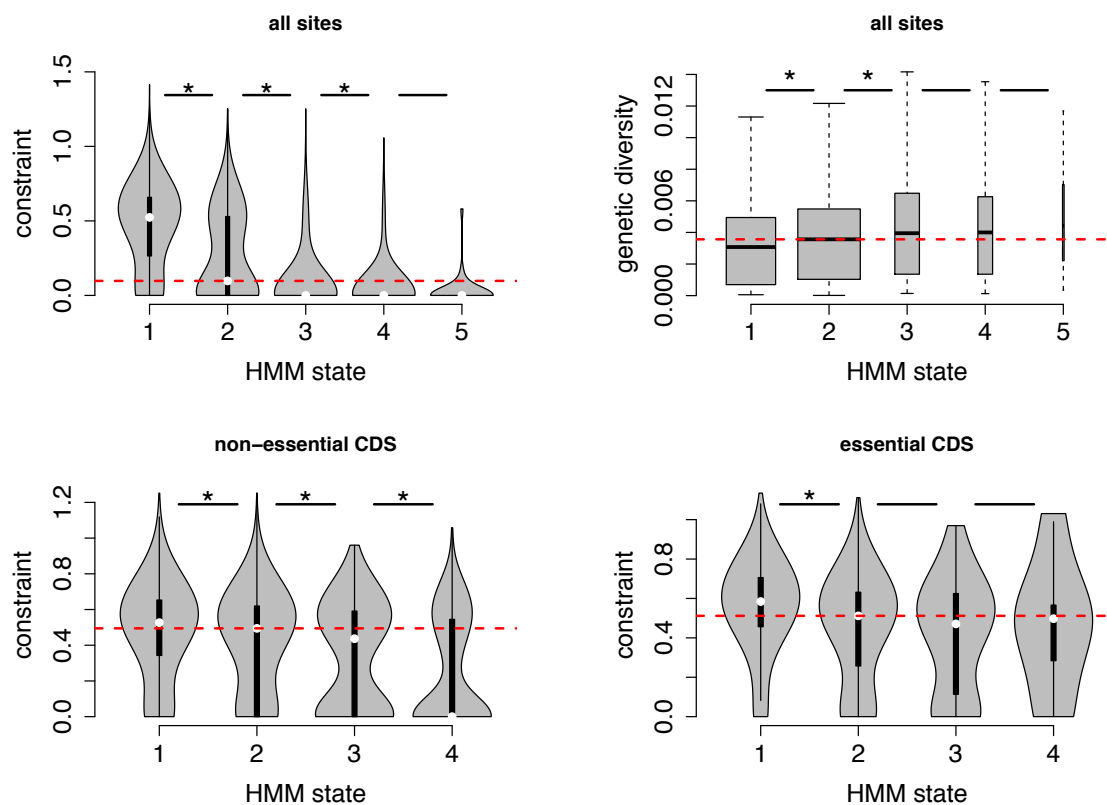 all sites
constraint
0.0 0.5 1.0 1.5
* * *
1 2 3 4 5
HMM state
all sites
genetic diversity
0.000 0.006 0.012
* *
1 2 3 4 5
HMM state
non−essential CDS
constraint
0.0 0.4 0.8 1.2
* * *
1 2 3 4
HMM state
essential CDS
constraint
0.0 0.4 0.8
*
1 2 3 4
HMM state